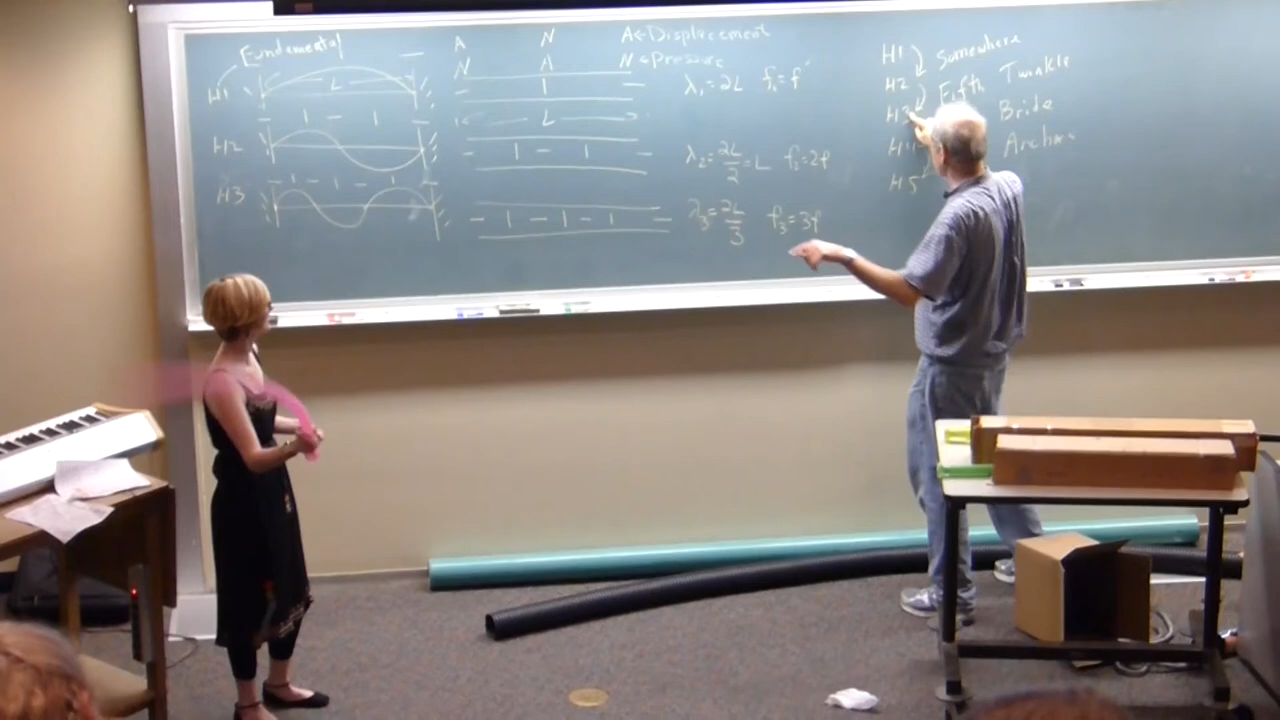 Fundamental
H1
L
H2
H3
A N
N A
L
A ← Displacement
N ← Pressure
λ₁=2L f₁=f
λ₂=2L/2=L f₂=2f
λ₃=2L/3 f₃=3f
H1 Somewhere
H2 Fifth Twinkle
H3 Bride
H4
H5